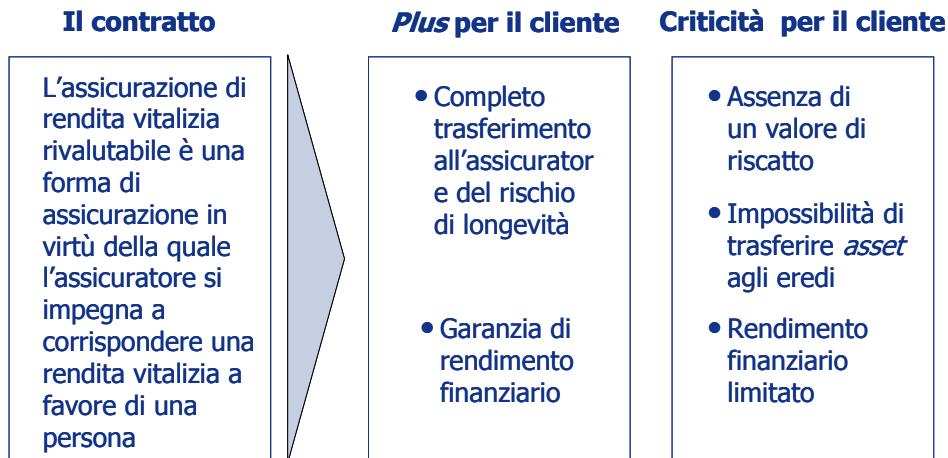 Il contratto
L'assicurazione di
rendita vitalizia
rivalutabile è una
forma di
assicurazione in
virtù della quale
l'assicuratore si
impegna a
corrispondere una
rendita vitalizia a
favore di una
persona
Plus per il cliente
• Completo
trasferimento
all'assicurator
e del rischio
di longevità
• Garanzia di
rendimento
finanziario
Criticità per il cliente
• Assenza di
un valore di
riscatto
• Impossibilità di
trasferire asset
agli eredi
• Rendimento
finanziario
limitato